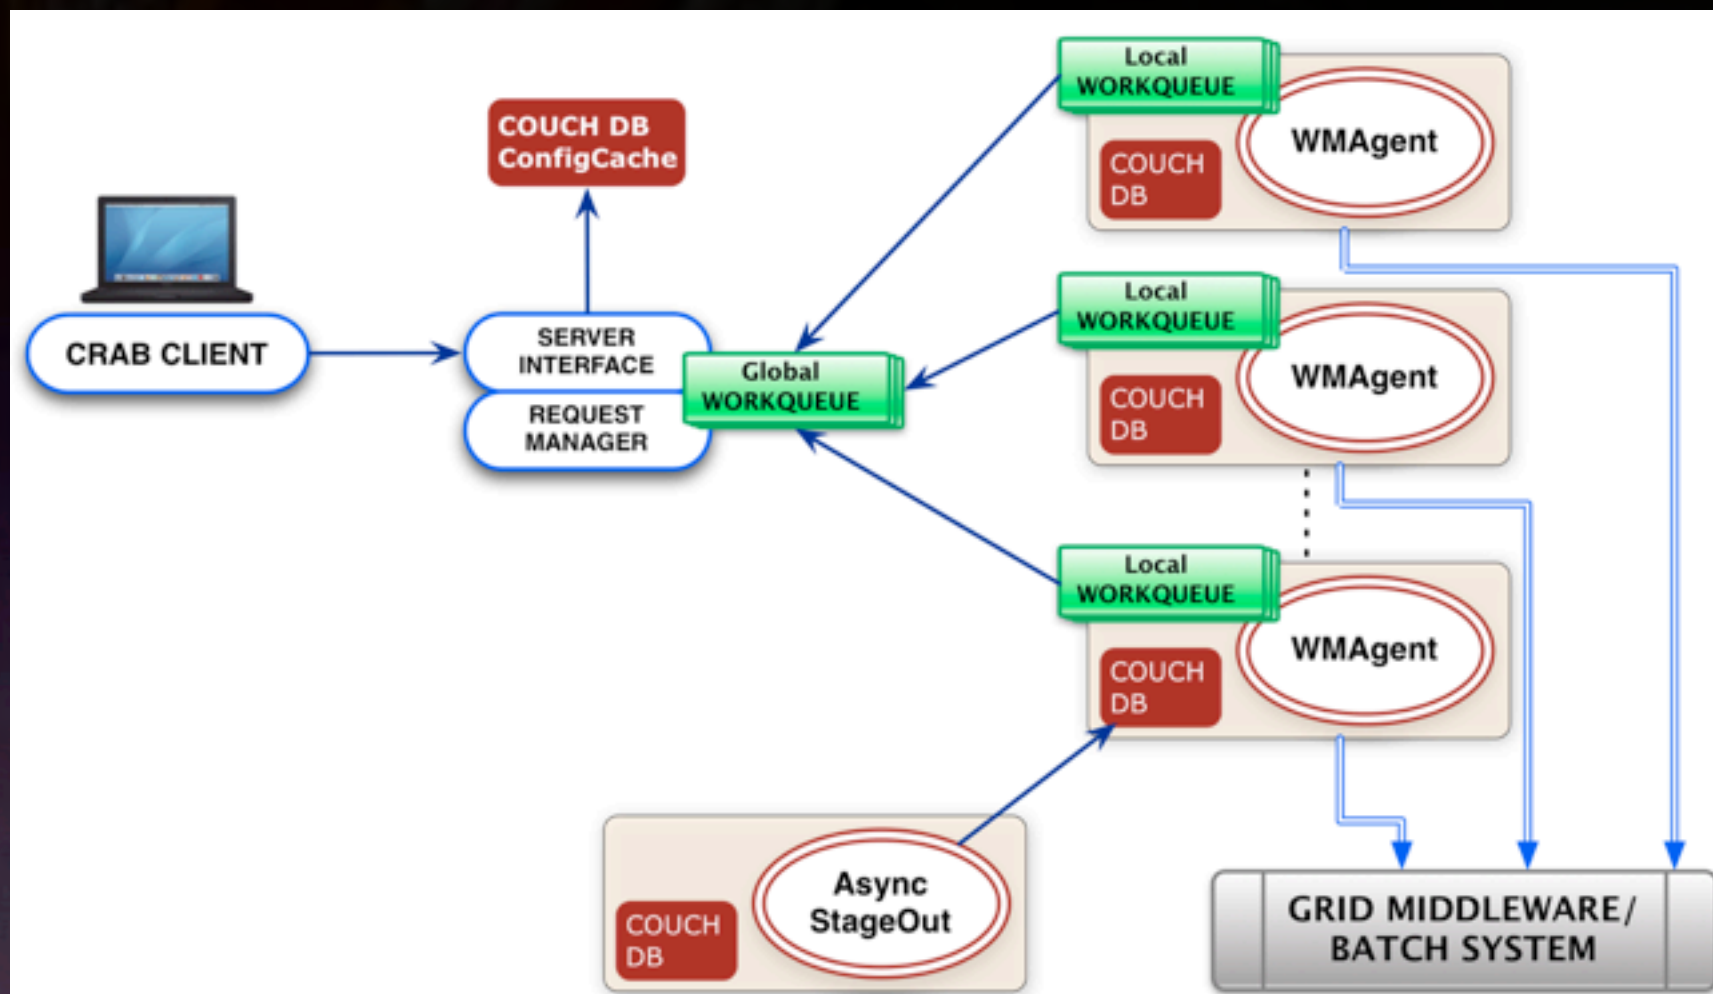 Local
WORKQUEUE
WMAgent
COUCH
DB
COUCH DB
ConfigCache
CRAB CLIENT
SERVER
INTERFACE
REQUEST
MANAGER
Global
WORKQUEUE
Local
WORKQUEUE
WMAgent
COUCH
DB
Local
WORKQUEUE
WMAgent
COUCH
DB
Async
StageOut
COUCH
DB
GRID MIDDLEWARE/
BATCH SYSTEM